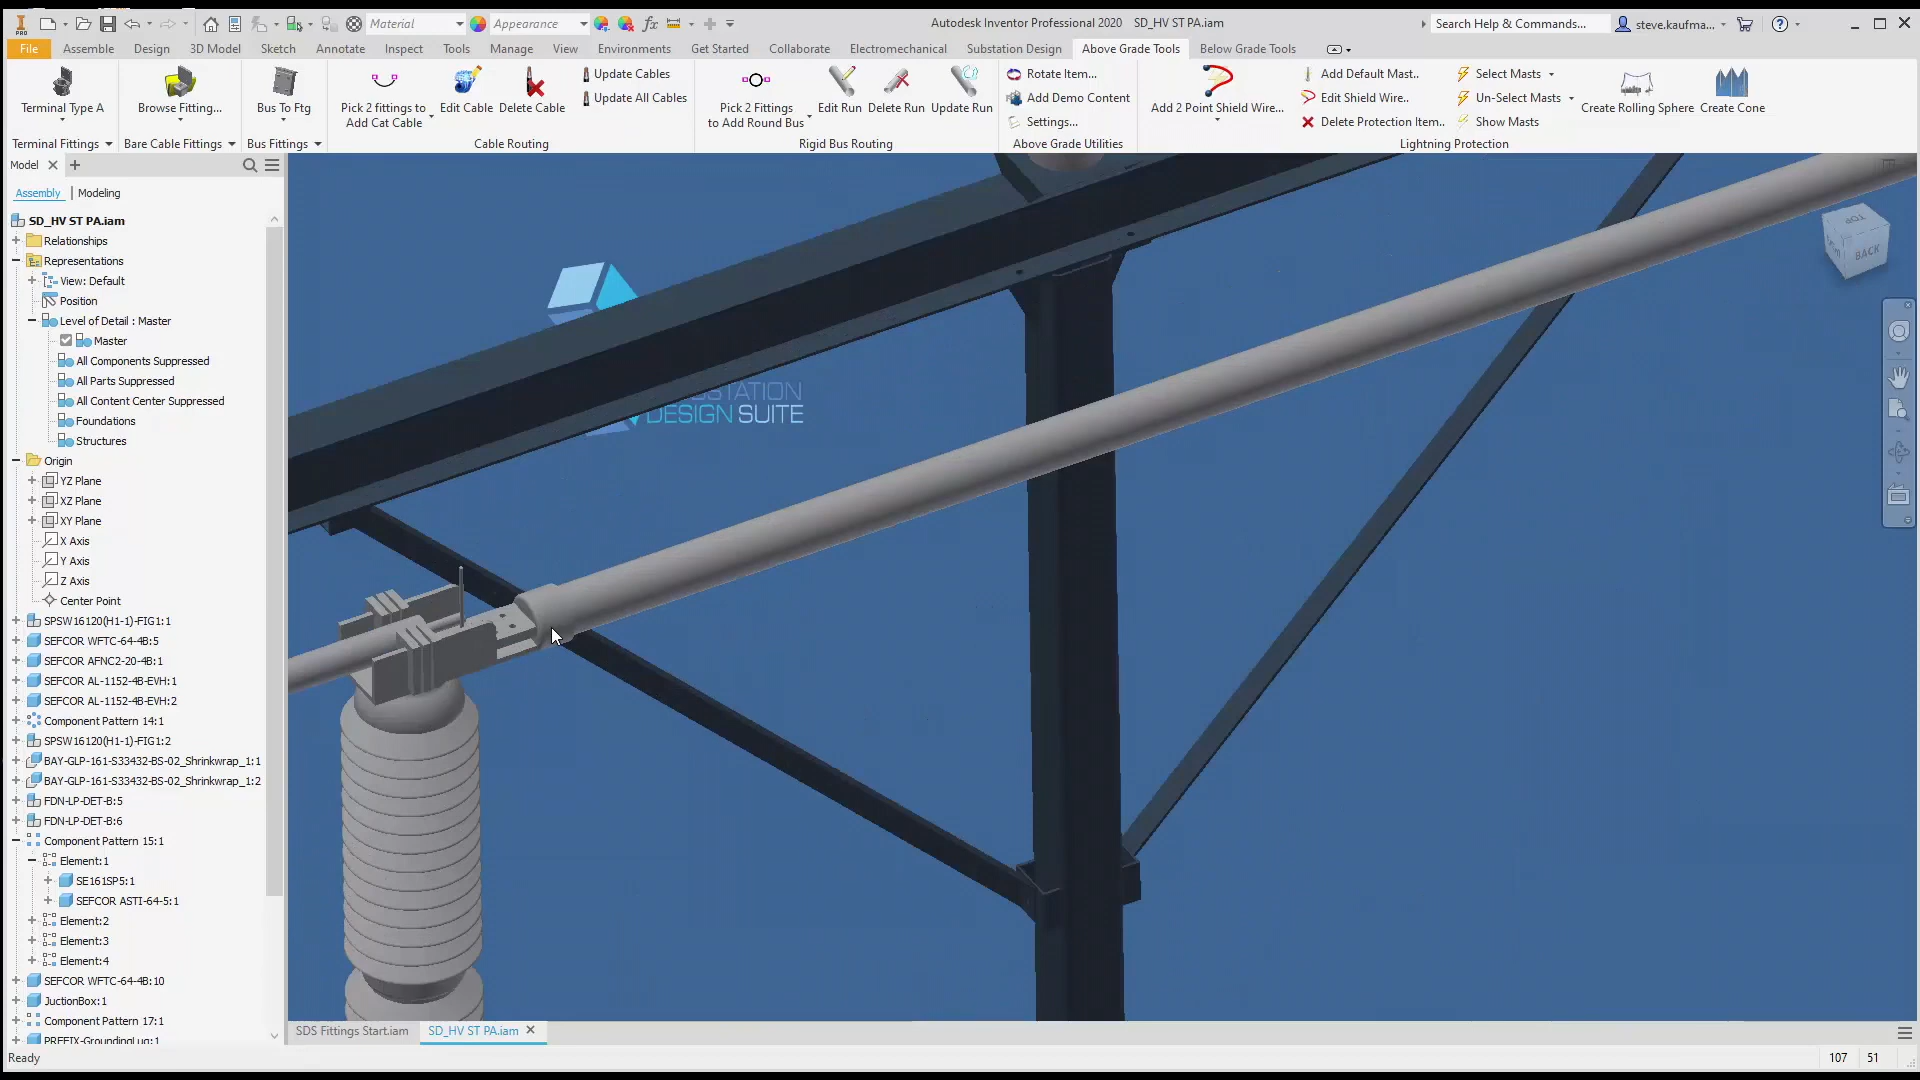 Material
Appearance
Autodesk Inventor Professional 2020 SD_HV ST PA.iam
Search Help & Commands...
steve.kaufma...
PRO
File
Assemble
Design
3D Model
Sketch
Annotate
Inspect
Tools
Manage
View
Environments
Get Started
Collaborate
Electromechanical
Substation Design
Above Grade Tools
Below Grade Tools
Terminal Type A
Browse Fitting...
Bus To Ftg
Pick 2 fittings to
Add Cat Cable
Edit Cable
Delete Cable
Update Cables
Update All Cables
Pick 2 Fittings
to Add Round Bus
Edit Run
Delete Run
Update Run
Rotate Item...
Add Demo Content
Settings...
Add 2 Point Shield Wire...
Add Default Mast..
Edit Shield Wire..
Delete Protection Item..
Select Masts
Un-Select Masts
Show Masts
Create Rolling Sphere
Create Cone
Terminal Fittings
Bare Cable Fittings
Bus Fittings
Cable Routing
Rigid Bus Routing
Above Grade Utilities
Lightning Protection
Model
Assembly | Modeling
SD_HV ST PA.iam
Relationships
Representations
View: Default
Position
Level of Detail : Master
Master
All Components Suppressed
All Parts Suppressed
All Content Center Suppressed
Foundations
Structures
Origin
YZ Plane
XZ Plane
XY Plane
X Axis
Y Axis
Z Axis
Center Point
SPSW16120(H1-1)-FIG1:1
SEFCOR WFTC-64-4B:5
SEFCOR AFNC2-20-4B:1
SEFCOR AL-1152-4B-EVH:1
SEFCOR AL-1152-4B-EVH:2
Component Pattern 14:1
SPSW16120(H1-1)-FIG1:2
BAY-GLP-161-S33432-BS-02_Shrinkwrap_1:1
BAY-GLP-161-S33432-BS-02_Shrinkwrap_1:2
FDN-LP-DET-B:5
FDN-LP-DET-B:6
Component Pattern 15:1
Element:1
SE161SP5:1
SEFCOR ASTI-64-5:1
Element:2
Element:3
Element:4
SEFCOR WFTC-64-4B:10
JuctionBox:1
Component Pattern 17:1
PREFIX-GroundingLug:1
DESIGN SUITE
TOP
BACK
SDS Fittings Start.iam
SD_HV ST PA.iam
Ready
107
51